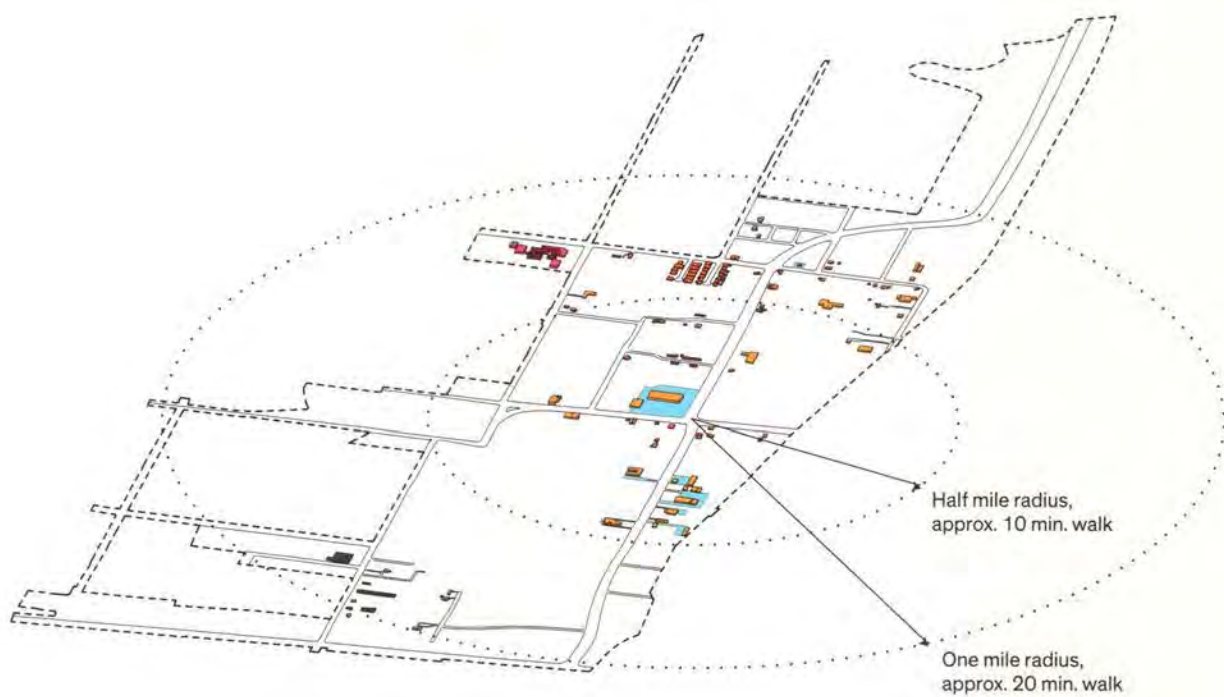 Half mile radius,
approx. 10 min. walk
One mile radius,
approx. 20 min. walk